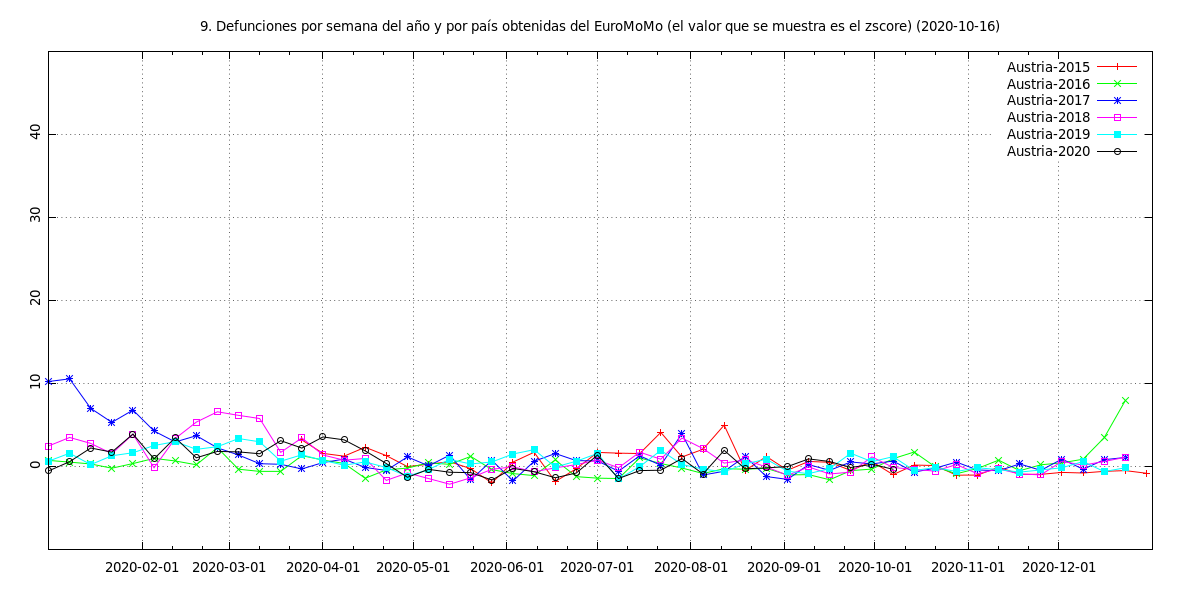 9. Defunciones por semana del año y por país obtenidas del EuroMoMo (el valor que se muestra es el zscore) (2020-10-16)
Austria-2015
Austria-2016
Austria-2017
Austria-2018
Austria-2019
Austria-2020
40
30
20
10
0
2020-02-01 2020-03-01 2020-04-01 2020-05-01 2020-06-01 2020-07-01 2020-08-01 2020-09-01 2020-10-01 2020-11-01 2020-12-01